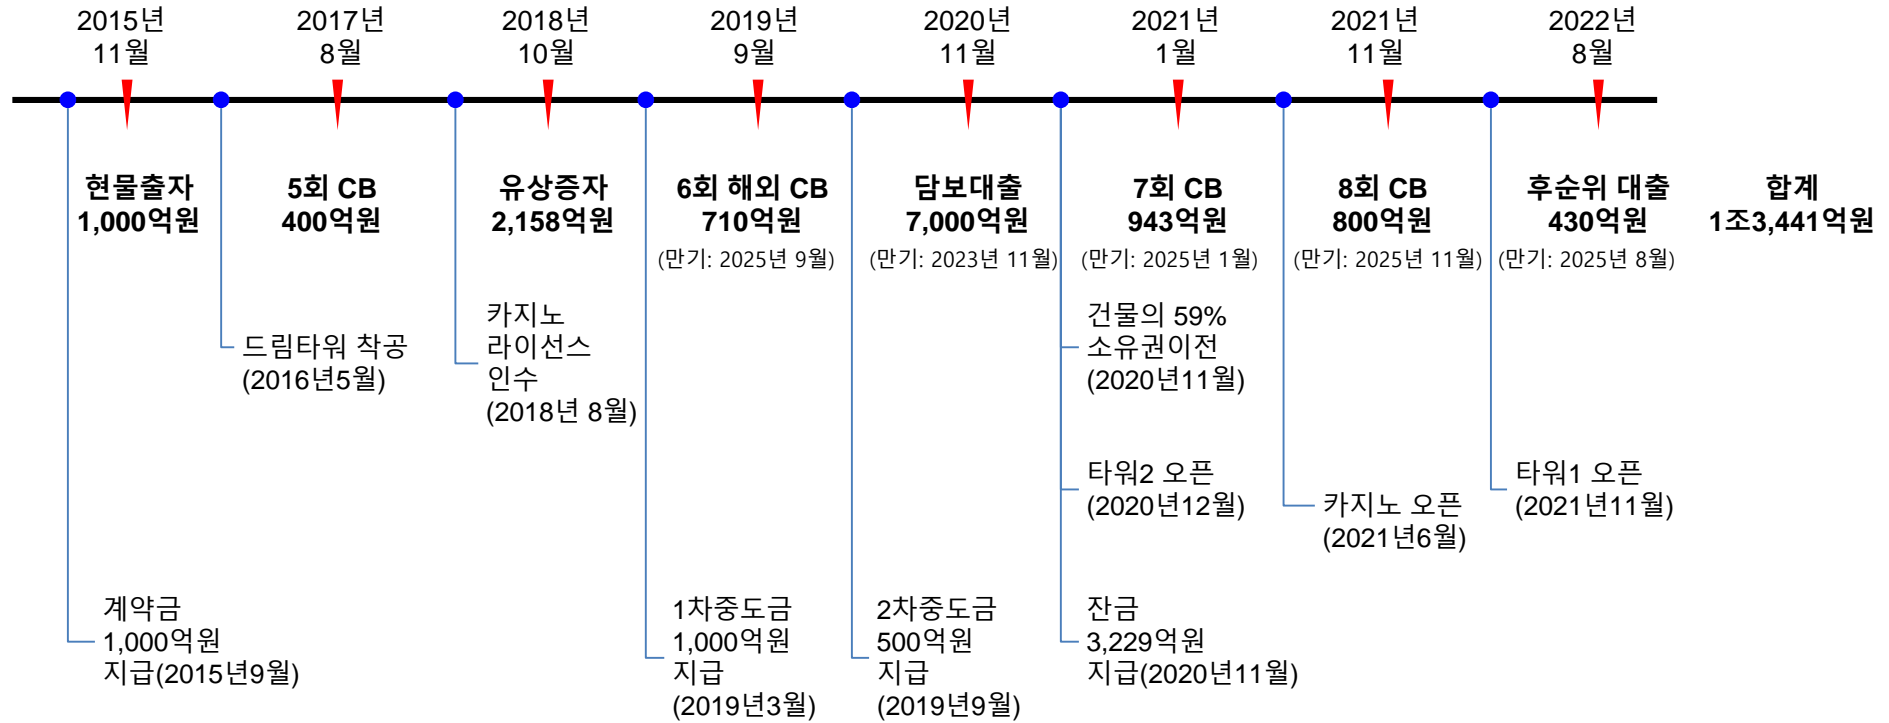 2015년
11월
2017년
8월
2018년
10월
2019년
9월
2020년
11월
2021년
1월
2021년
11월
2022년
8월
현물출자
1,000억원
5회 CB
400억원
유상증자
2,158억원
6회 해외 CB
710억원
(만기: 2025년 9월)
담보대출
7,000억원
(만기: 2023년 11월)
7회 CB
943억원
(만기: 2025년 1월)
8회 CB
800억원
(만기: 2025년 11월)
후순위 대출
430억원
(만기: 2025년 8월)
합계
1조3,441억원
드림타워 착공
(2016년5월)
카지노
라이선스
인수
(2018년 8월)
건물의 59%
소유권이전
(2020년11월)
타워2 오픈
(2020년12월)
카지노 오픈
(2021년6월)
타워1 오픈
(2021년11월)
계약금
1,000억원
지급(2015년9월)
1차중도금
1,000억원
지급
(2019년3월)
2차중도금
500억원
지급
(2019년9월)
잔금
3,229억원
지급(2020년11월)